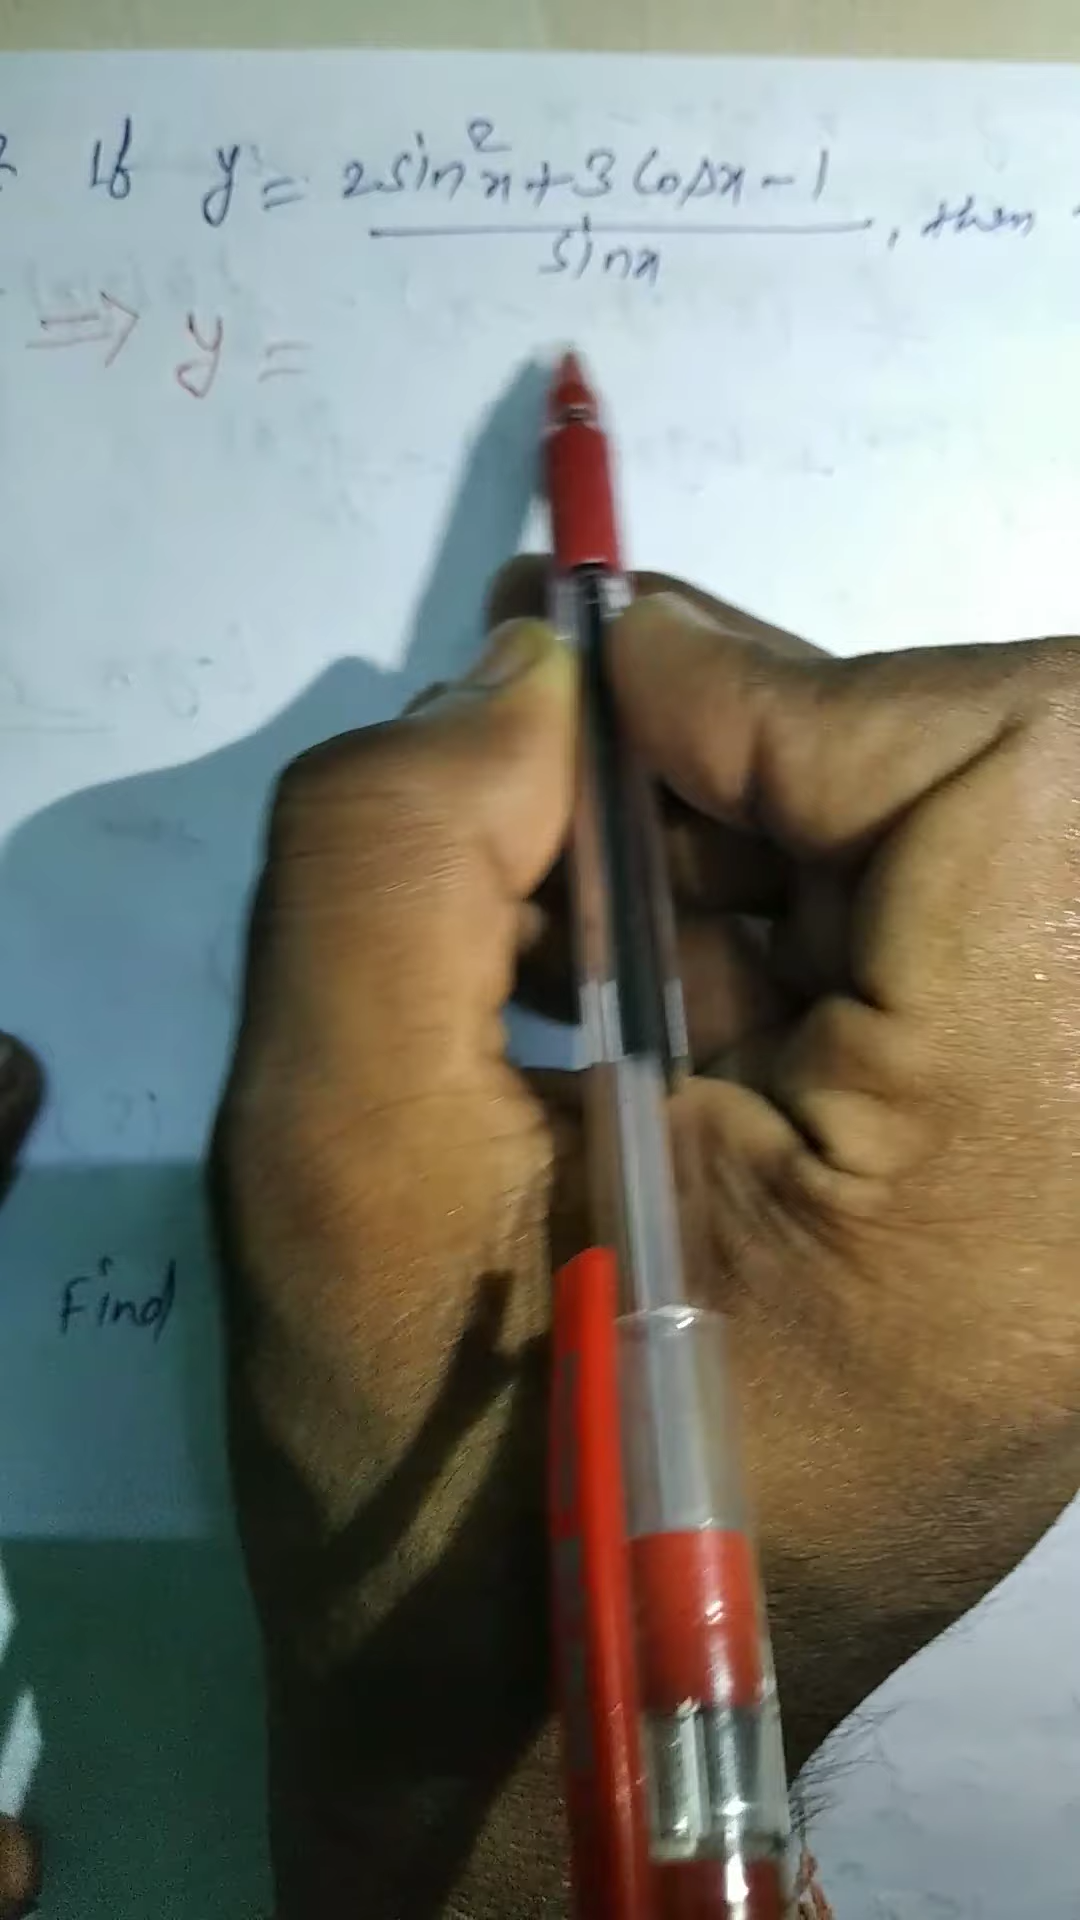 If y = 2sin²x + 3 Cosx - 1 / sinx, then
⇒ y =
Find